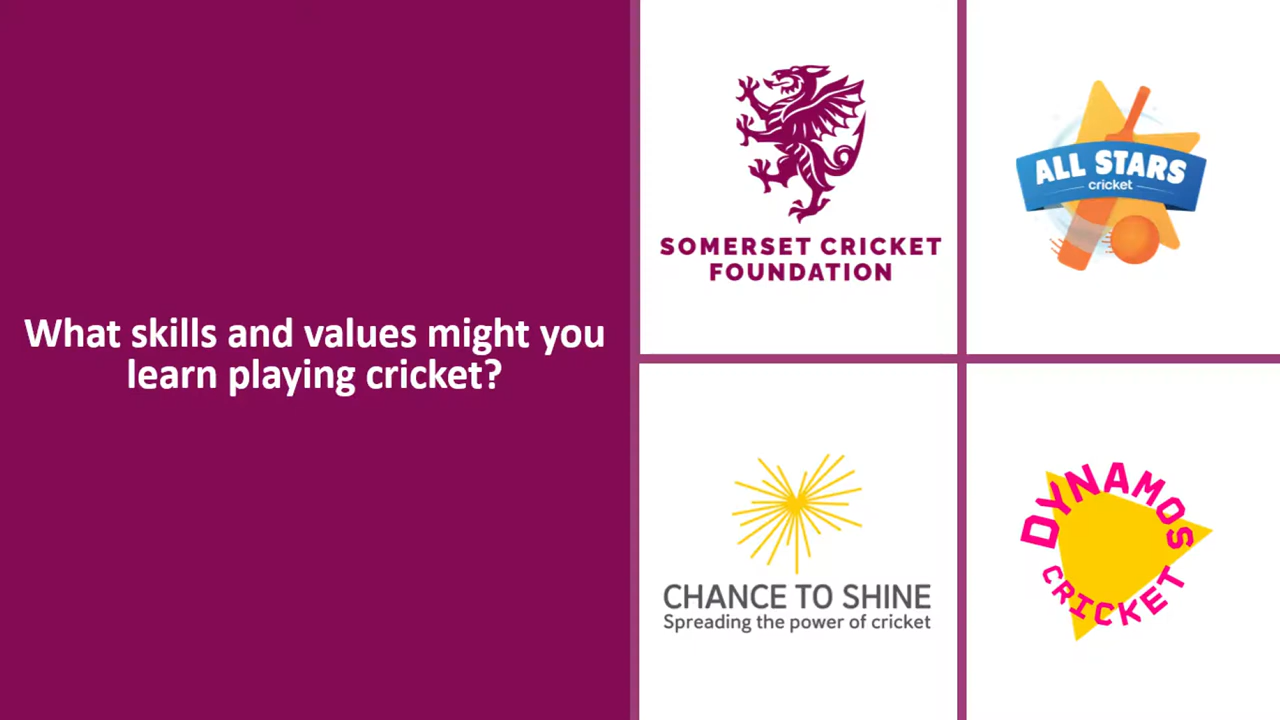 What skills and values might you
learn playing cricket?
SOMERSET CRICKET
FOUNDATION
ALL STARS
cricket
CHANCE TO SHINE
Spreading the power of cricket
DYNAMOS
CRICKET